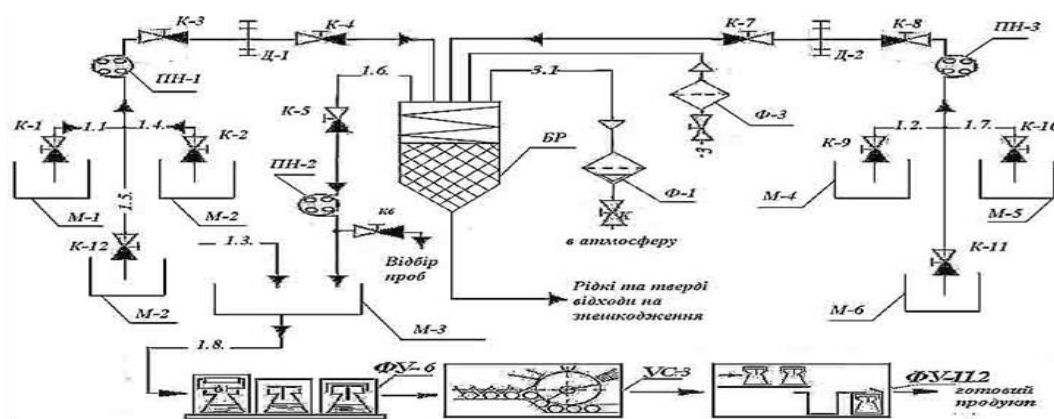 К-3
К-4
К-7
К-8
Д-1
Д-2
ПН-3
ПН-1
1.6.
3.1
К-5
Ф-3
К-1
1.1
1.4.
К-2
БР
К-9
1.2.
1.7.
К-10
ПН-2
Ф-1
М-1
М-2
1.5.
к6
К
М-4
М-5
К-12
1.3.
Відбір
проб
в атмосферу
К-11
М-2
Рідкі та тверді
відходи на
знешкодження
М-3
М-6
1.8.
ФУ-6
УС-3
ФУ-11.2
готовий
продукт